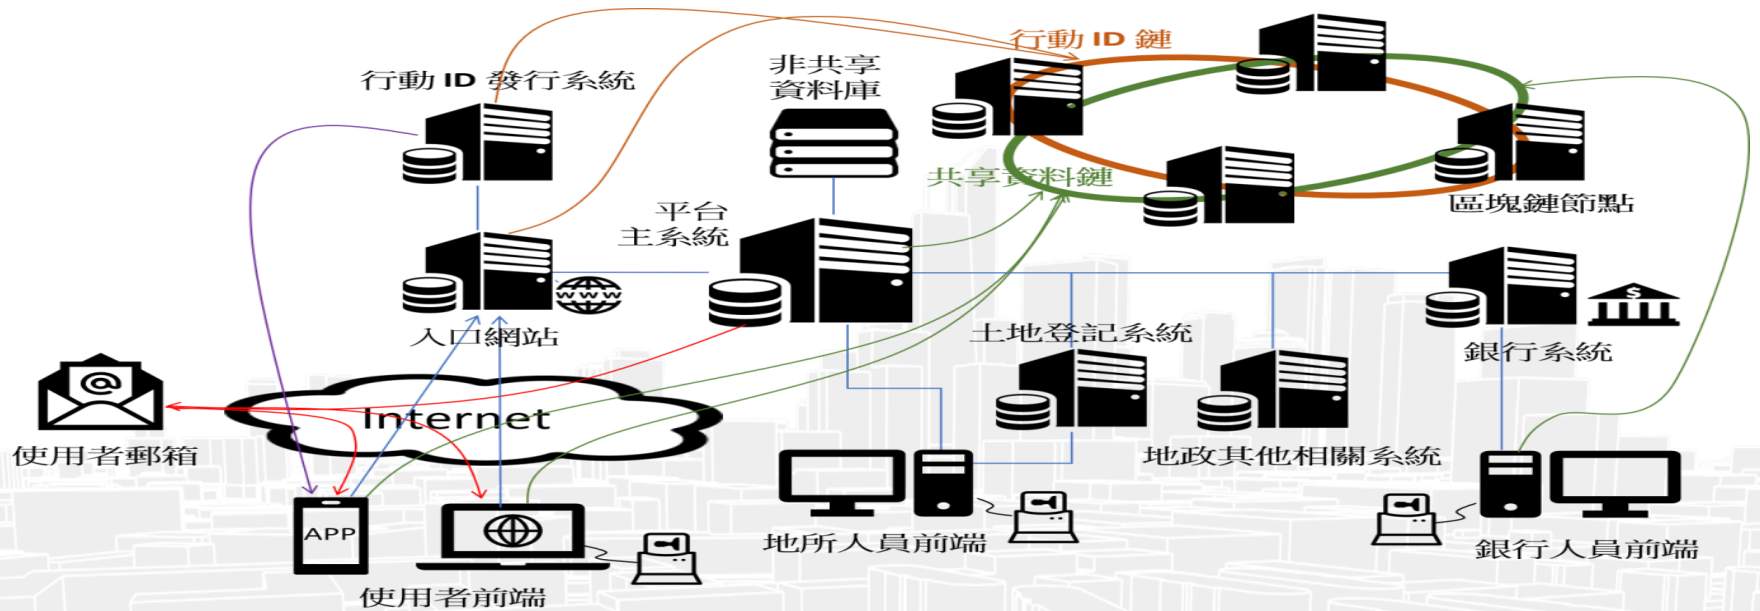 行動 ID 鏈
行動 ID 發行系統
非共享
資料庫
共享資料鏈
區塊鏈節點
平台
主系統
WWW
入口網站
土地登記系統
$
銀行系統
@
Internet
使用者郵箱
地政其他相關系統
APP
地所人員前端
銀行人員前端
使用者前端